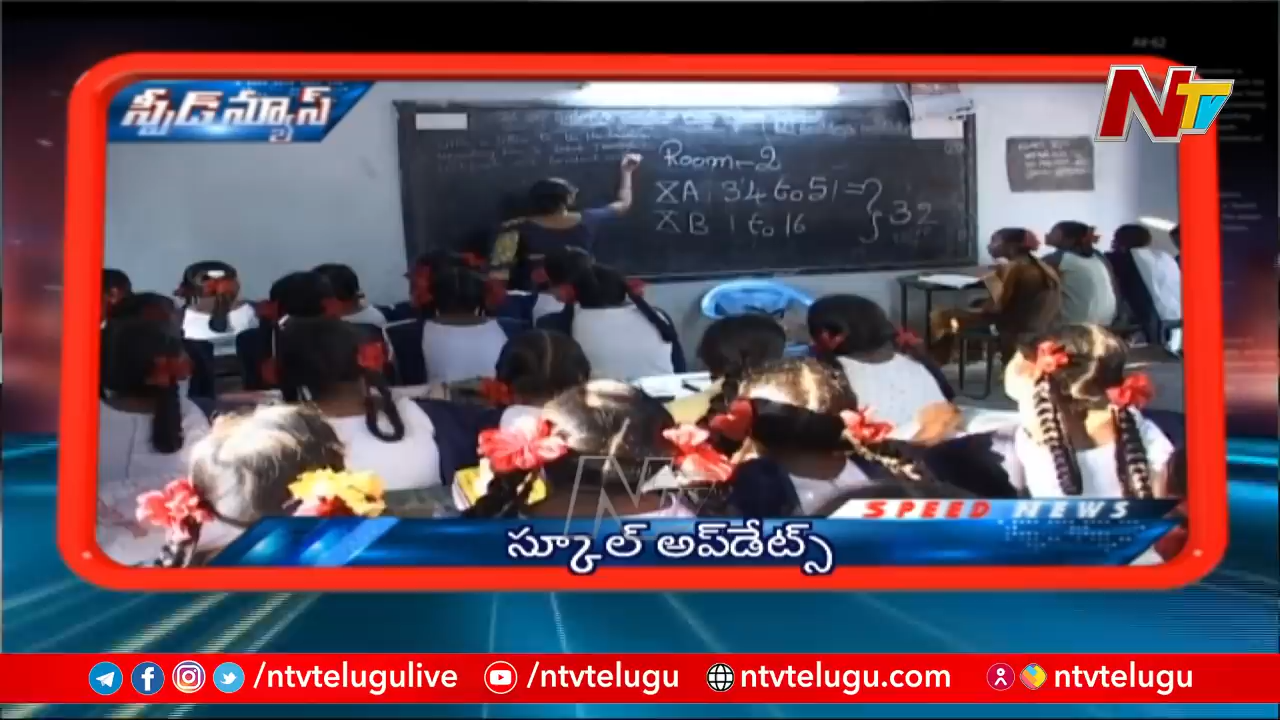 స్పీడ్ న్యూస్
NTV
Room-2
XA : 34 to 51 =
XB 1 to 16
32
SPEED NEWS
స్కూల్ అప్‌డేట్స్
/ntvtelugulive
/ntvtelugu
ntvtelugu.com
ntvtelugu